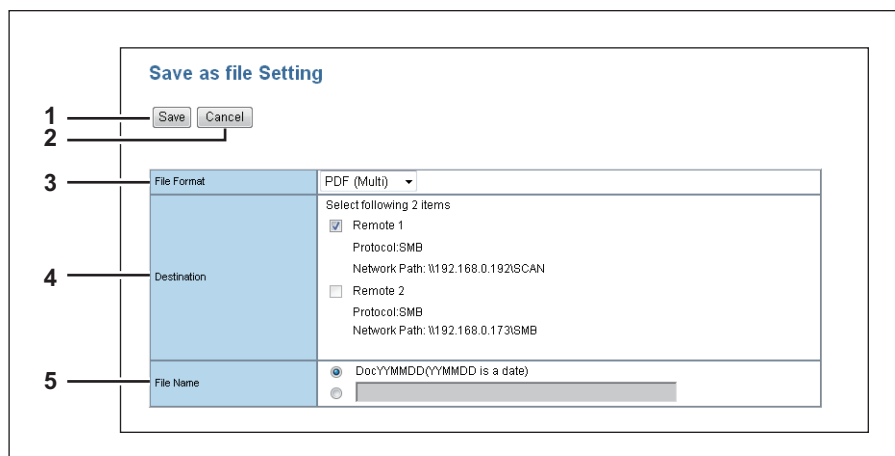 Save as file Setting
1 Save Cancel
2
3 File Format PDF (Multi)
Select following 2 items
Remote 1
Protocol:SMB
Network Path: \\192.168.0.192\SCAN
4 Destination
Remote 2
Protocol:SMB
Network Path: \\192.168.0.173\SMB
5 File Name
DocYYMMDD(YYMMDD is a date)